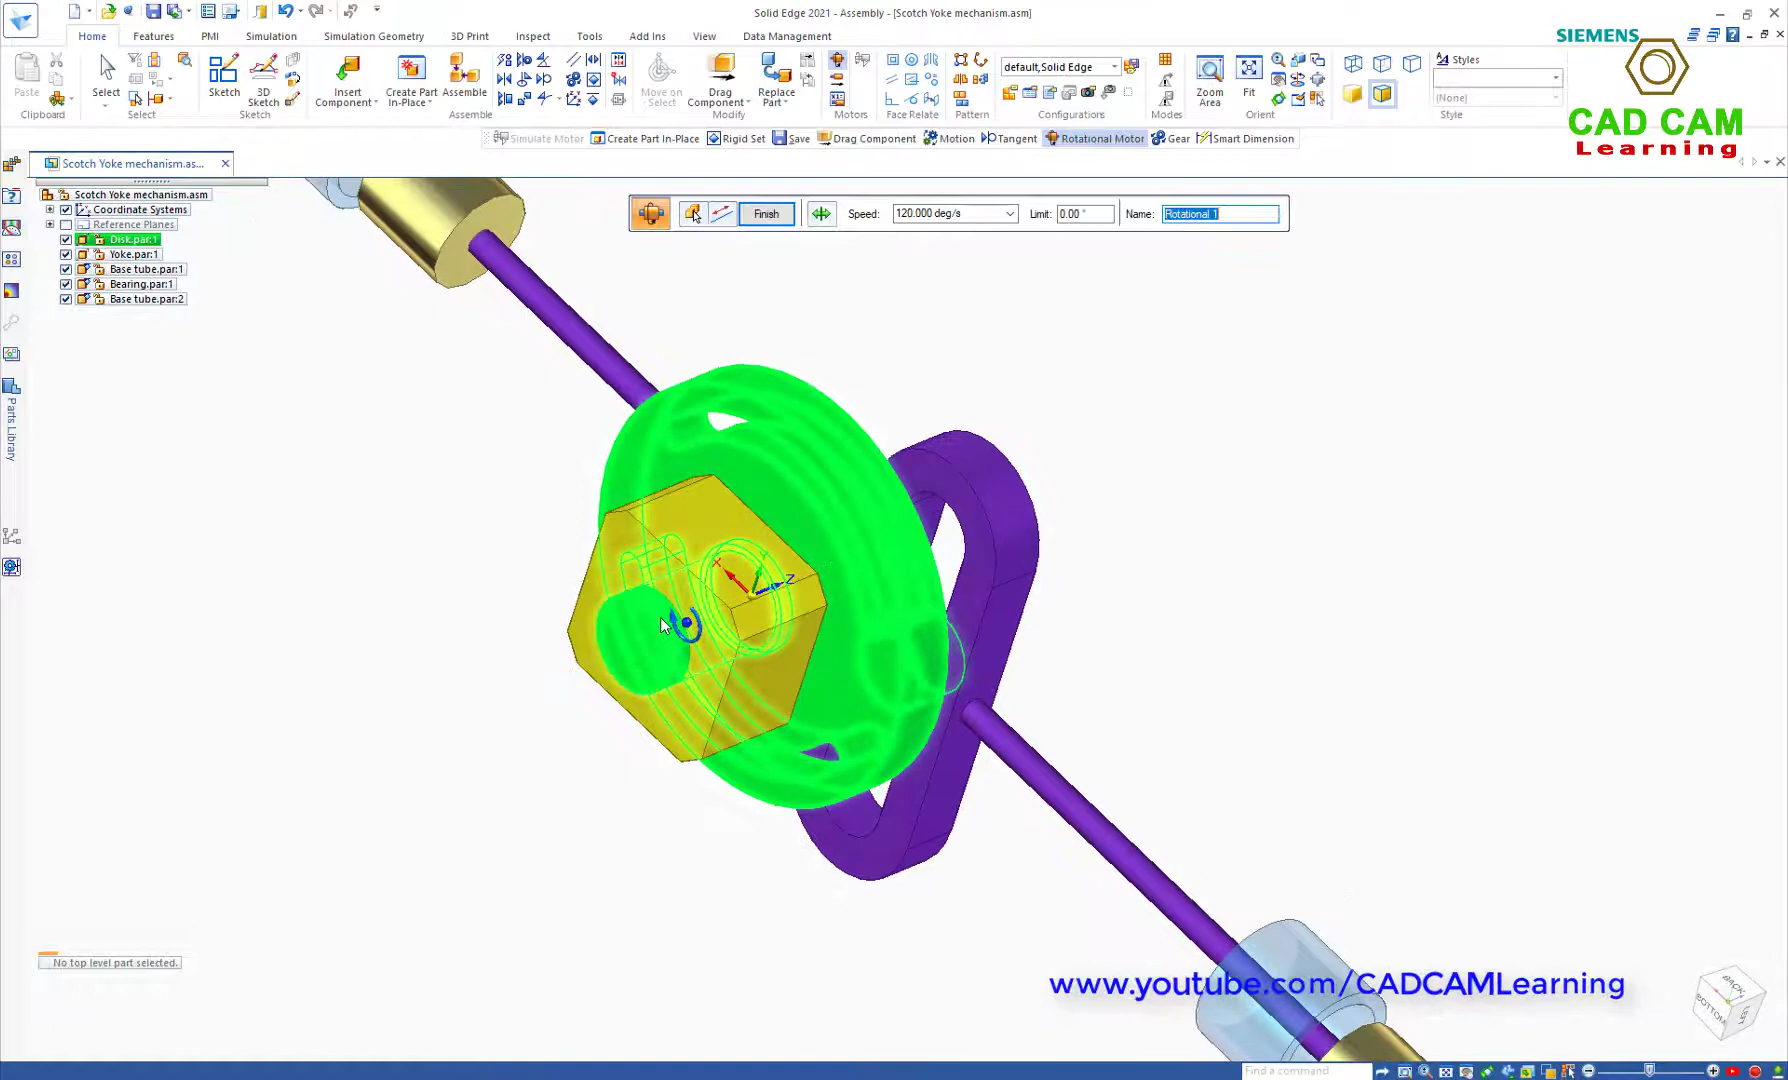 Solid Edge 2021 - Assembly - [Scotch Yoke mechanism.asm]
Home Features PMI Simulation Simulation Geometry 3D Print Inspect Tools Add Ins View Data Management
SIEMENS
CAD CAM
Learning
Paste
Clipboard
Select
Select
Sketch
3D Sketch
Sketch
Insert Component
Create Part In-Place
Assemble
Assemble
Move on Select
Drag Component
Replace Part
Modify
Motors
Face Relate
Pattern
default,Solid Edge
Configurations
Modes
Zoom Area
Fit
Orient
Styles
(None)
Style
Simulate Motor Create Part In-Place Rigid Set Save Drag Component Motion Tangent Rotational Motor Gear Smart Dimension
Scotch Yoke mechanism.as...
Scotch Yoke mechanism.asm
Coordinate Systems
Reference Planes
Disk.par:1
Yoke.par:1
Base tube.par:1
Bearing.par:1
Base tube.par:2
Finish Speed: 120.000 deg/s Limit: 0.00 ° Name: Rotational 1
Parts Library
X Y Z
No top level part selected.
www.youtube.com/CADCAMLearning
BACK
BOTTOM
LEFT
Find a command